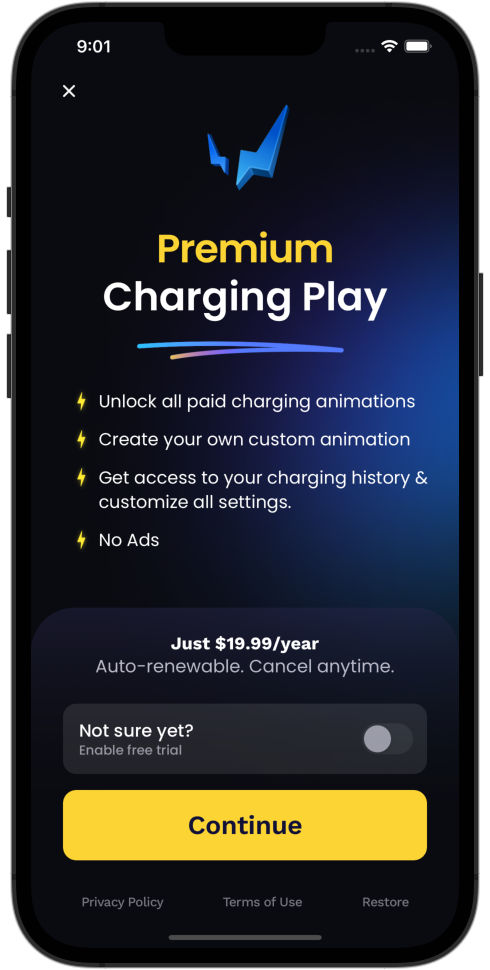 9:01
Premium
Charging Play
Unlock all paid charging animations
Create your own custom animation
Get access to your charging history &
customize all settings.
No Ads
Just $19.99/year
Auto-renewable. Cancel anytime.
Not sure yet?
Enable free trial
Continue
Privacy Policy Terms of Use Restore